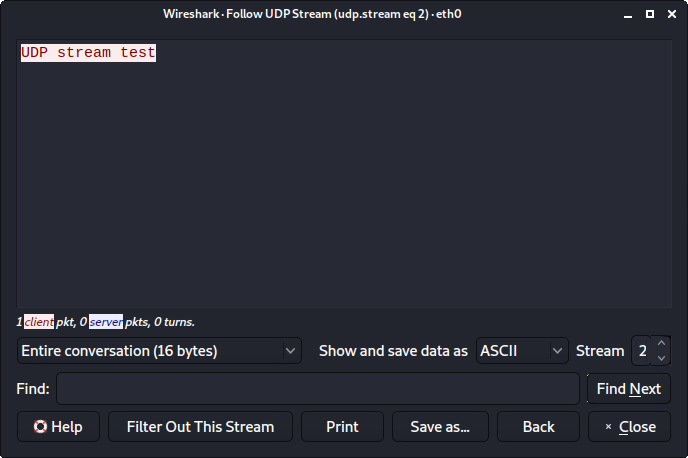 Wireshark · Follow UDP Stream (udp.stream eq 2) · eth0
UDP stream test
1 client pkt, 0 server pkts, 0 turns.
Entire conversation (16 bytes) Show and save data as ASCII Stream 2
Find: Find Next
Help Filter Out This Stream Print Save as... Back Close